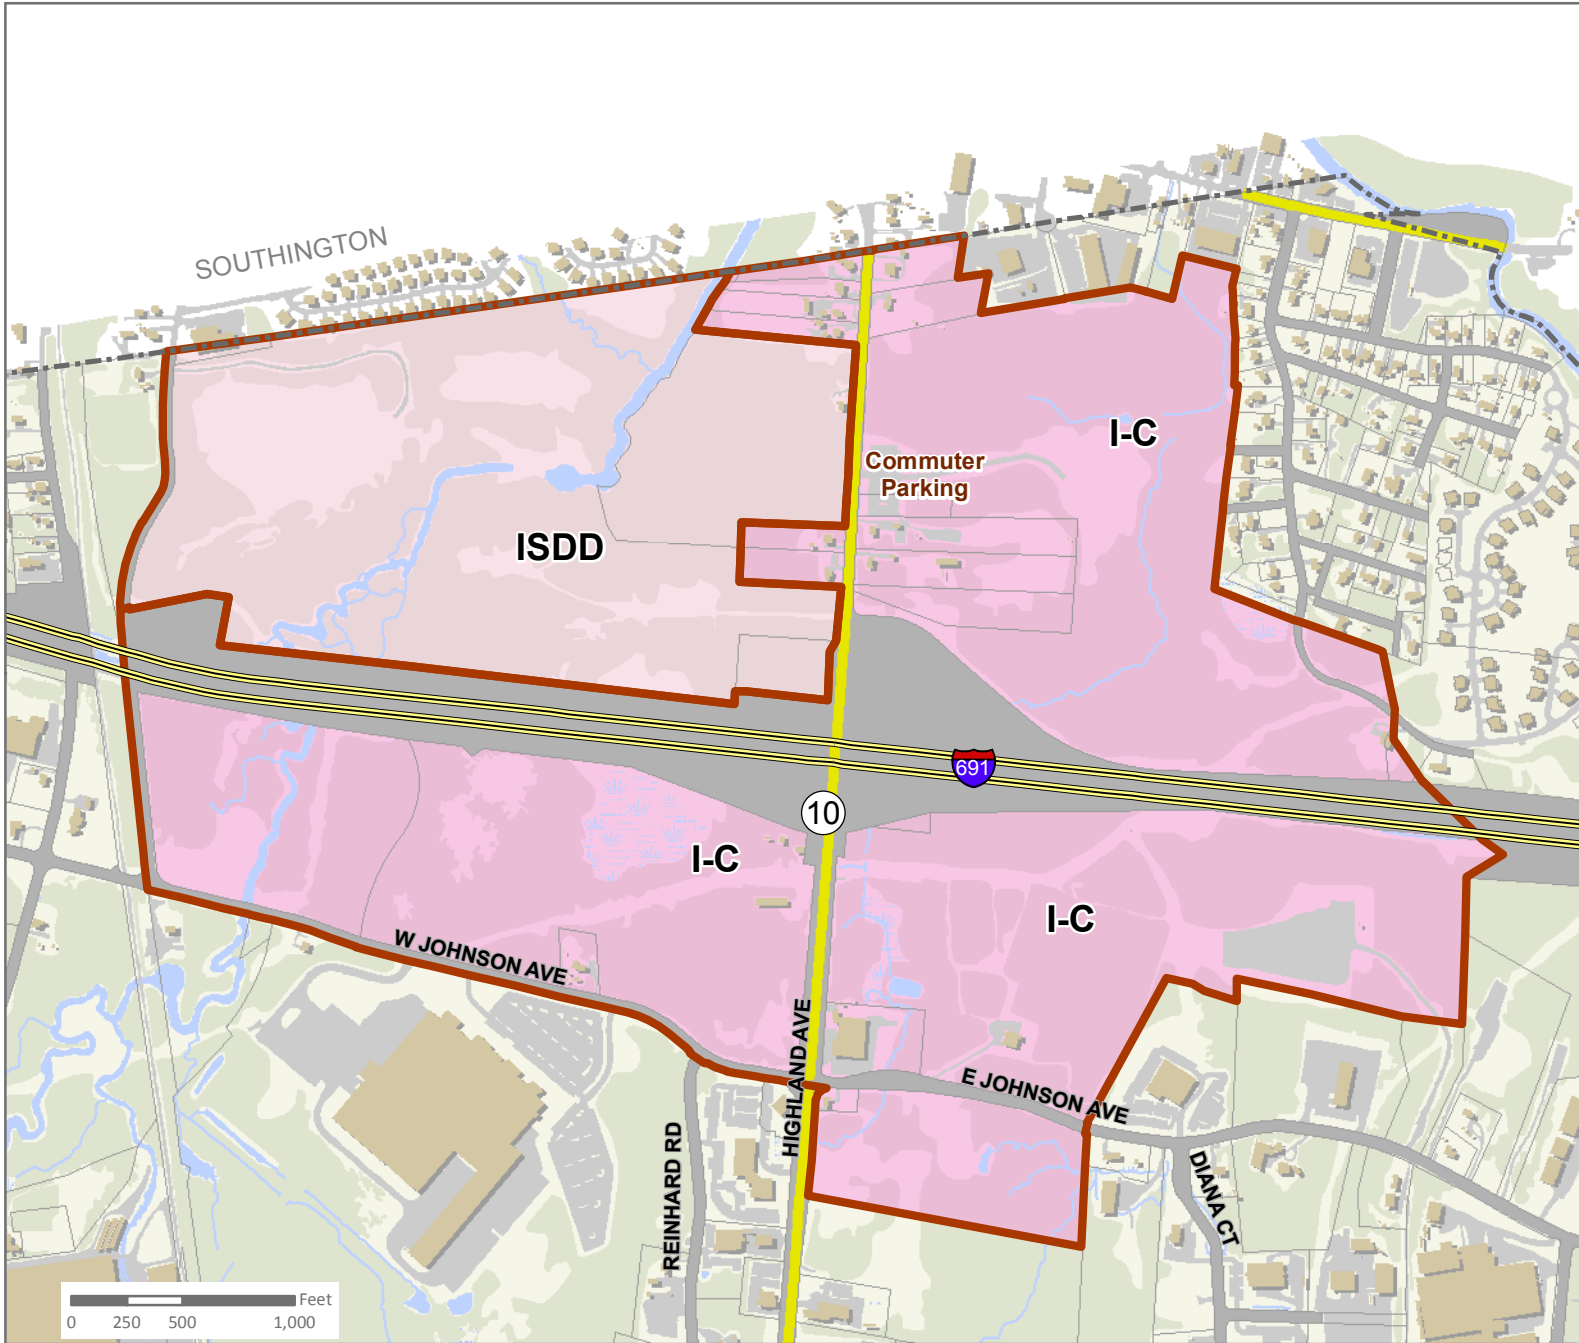 SOUTHINGTON
I-C
Commuter
Parking
ISDD
691
10
I-C
I-C
W JOHNSON AVE
HIGHLAND AVE
E JOHNSON AVE
REINHARD RD
DIANA CT
Feet
0 250 500 1,000